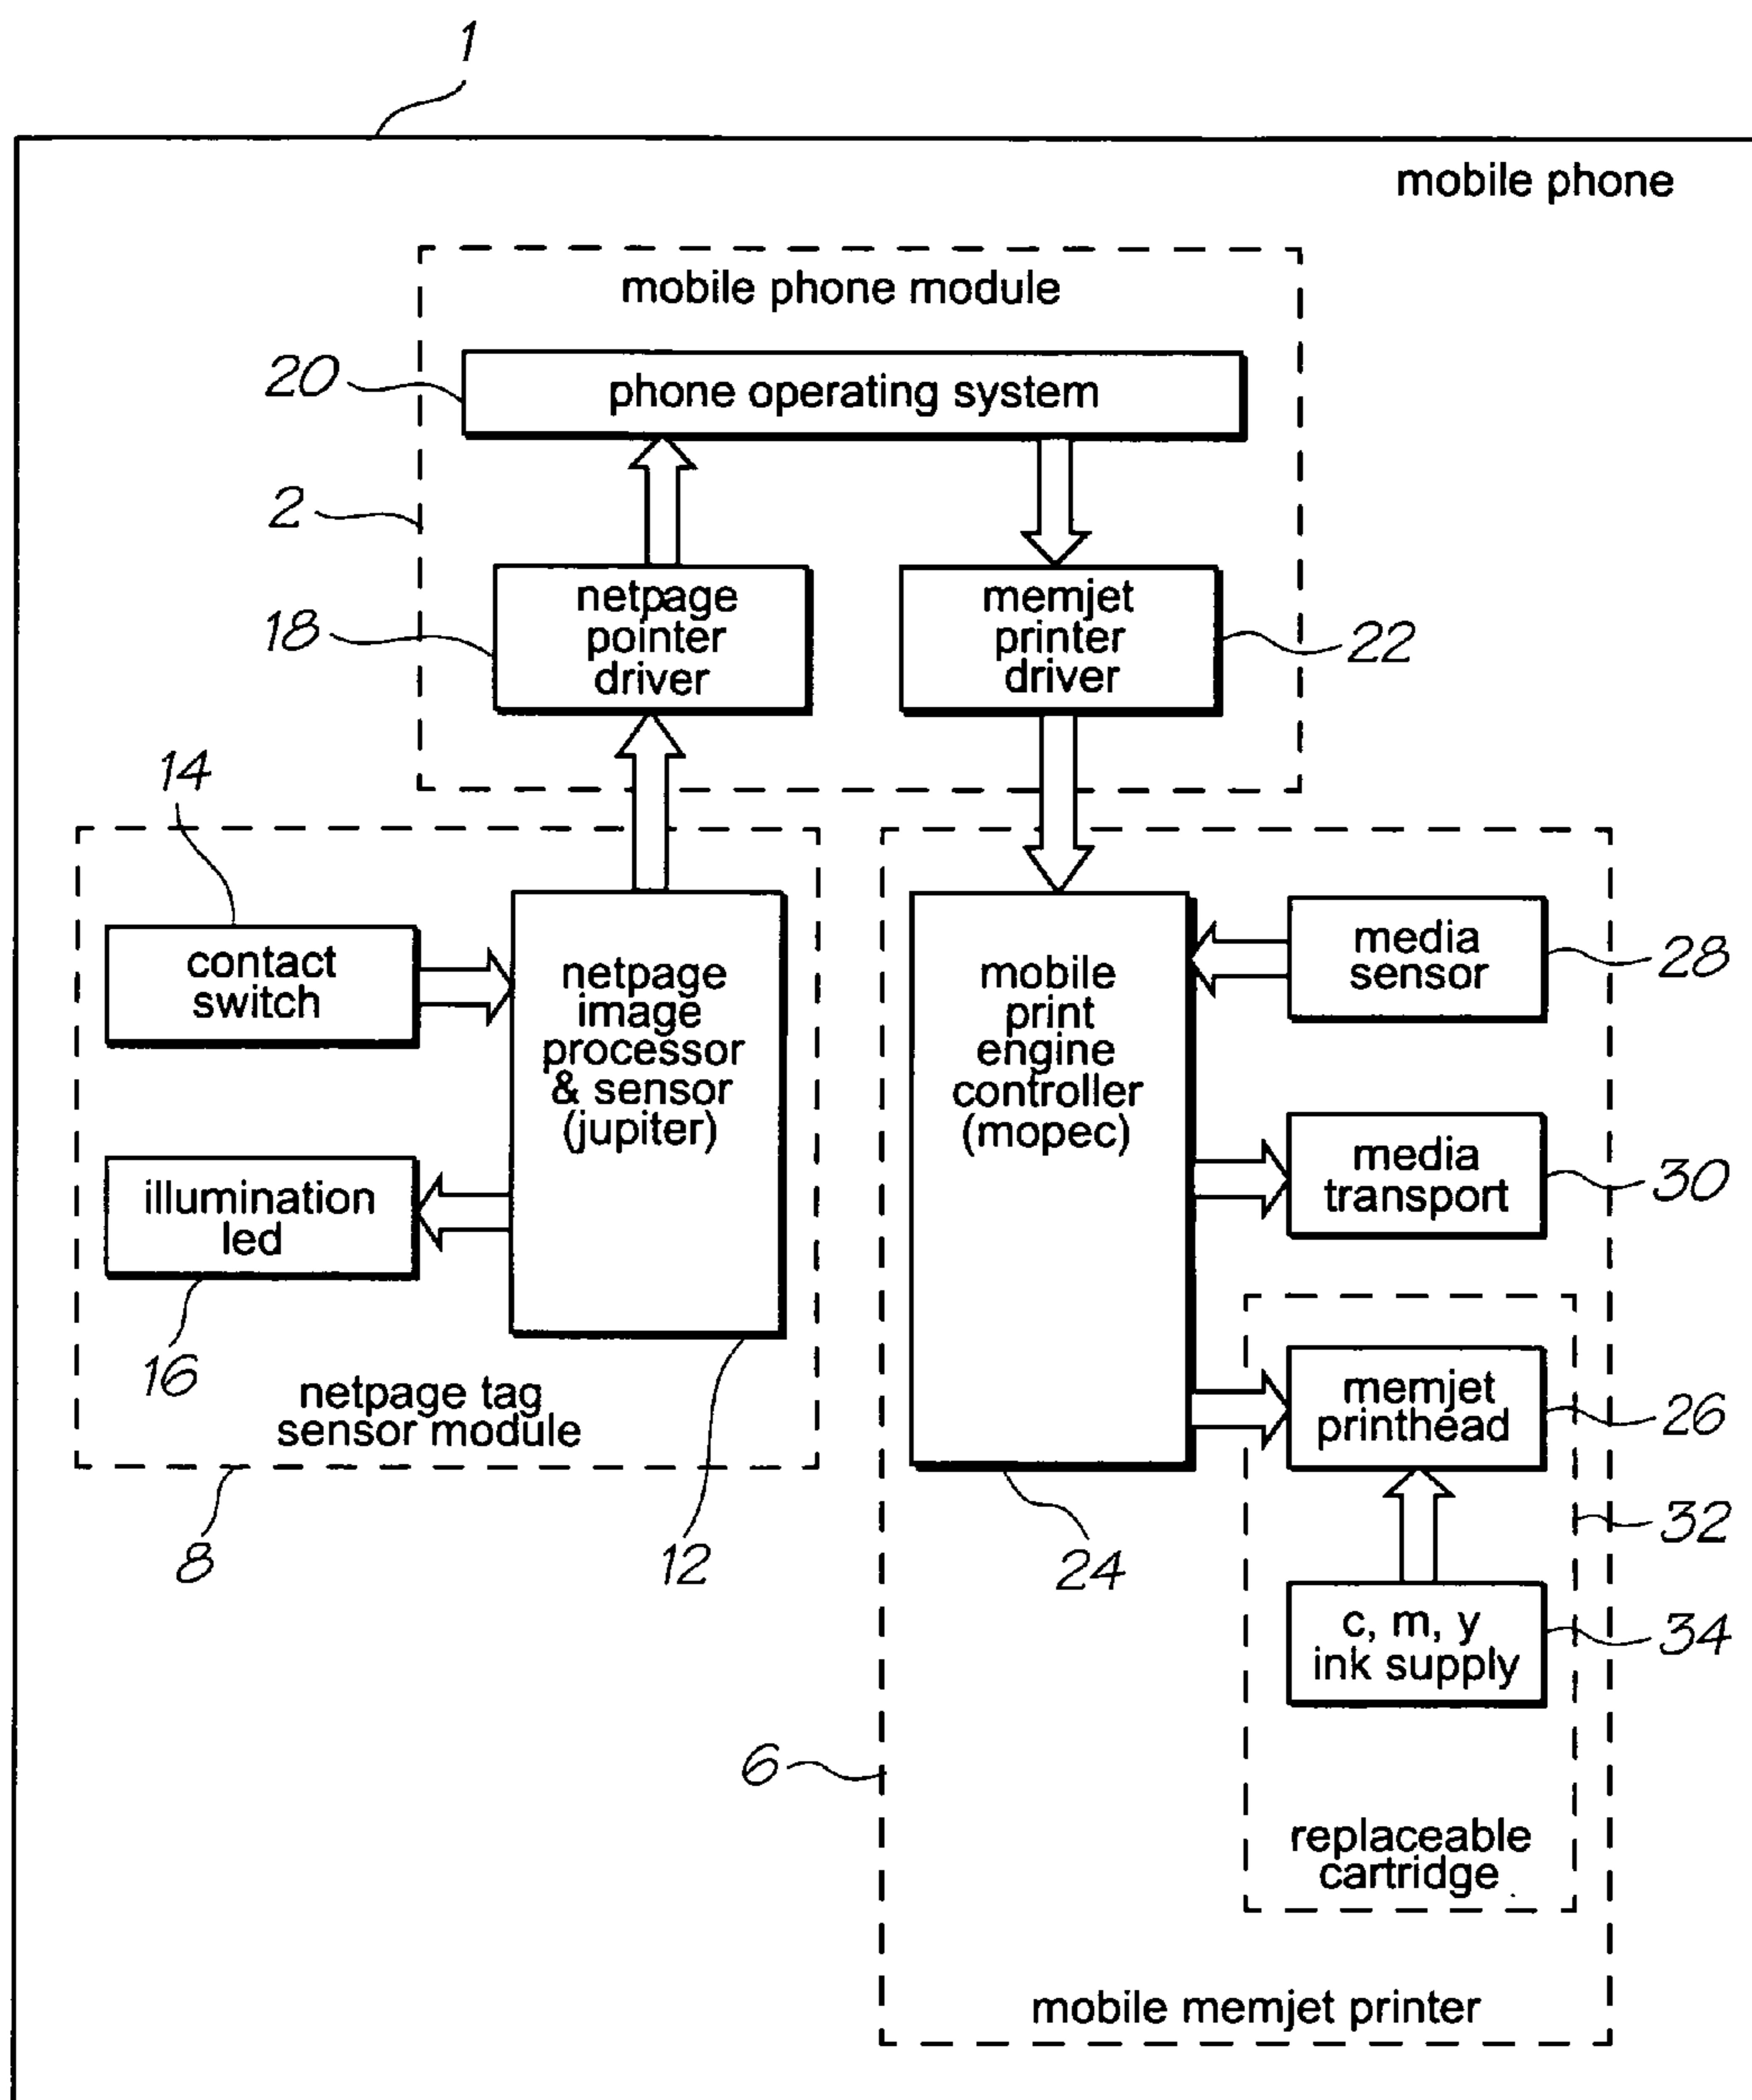 1
mobile phone
mobile phone module
20
phone operating system
2
netpage
pointer
driver
18
memjet
printer
driver
22
14
contact
switch
netpage
image
processor
& sensor
(jupiter)
illumination
led
16
netpage tag
sensor module
8
12
mobile
print
engine
controller
(mopec)
24
media
sensor
28
media
transport
30
memjet
printhead
26
32
c, m, y
ink supply
34
6
replaceable
cartridge
mobile memjet printer